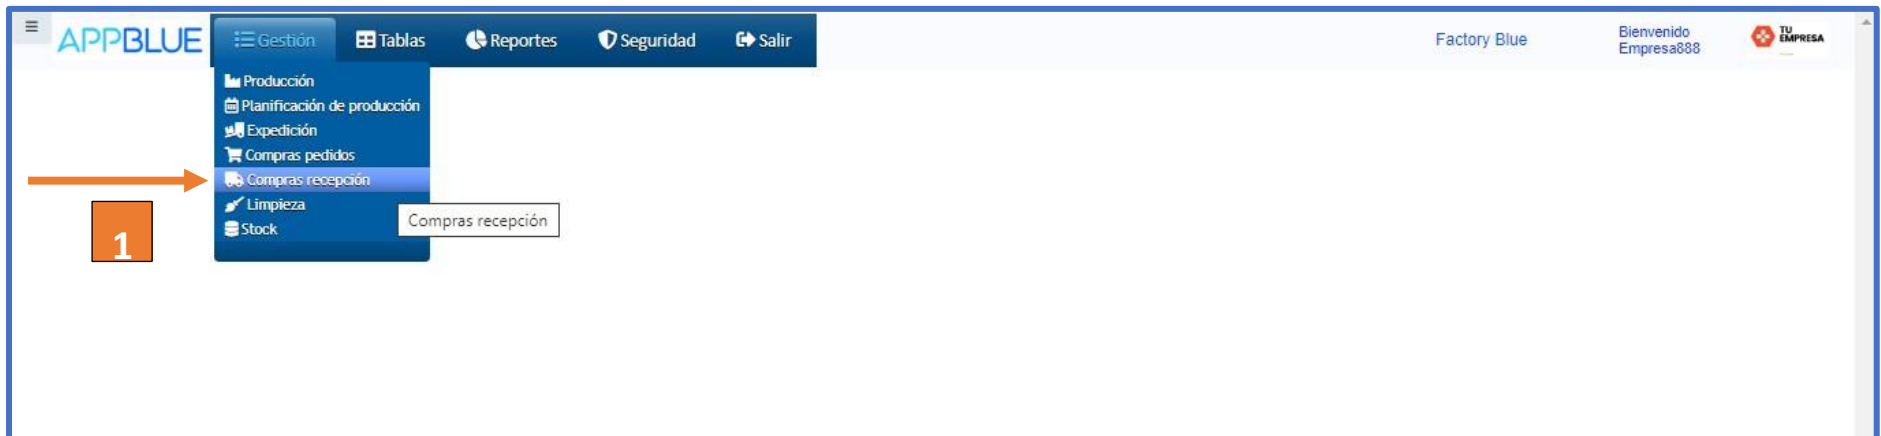 APPBLUE Gestión Tablas Reportes Seguridad Salir Factory Blue
Bienvenido
Empresa888
TU
EMPRESA
Producción
Planificación de producción
Expedición
Compras pedidos
Compras recepción
Limpieza
Compras recepción
Stock
1